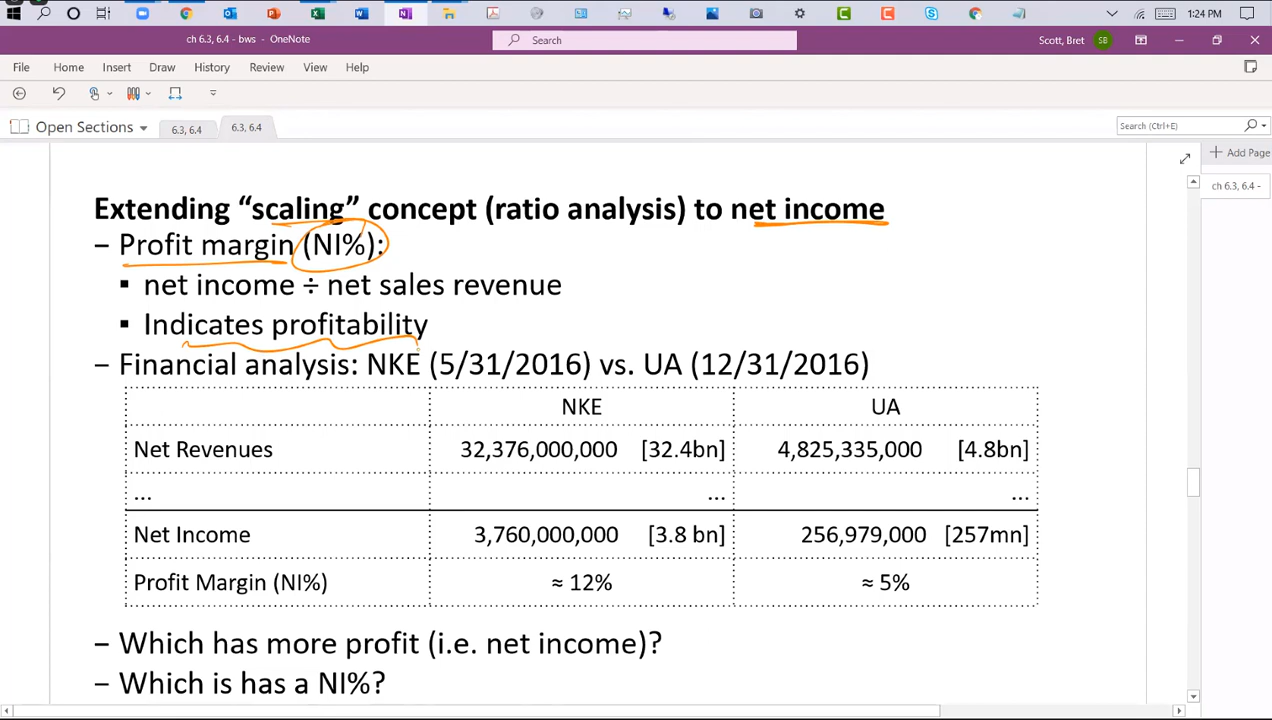 1:24 PM
ch 6.3, 6.4 - bws - OneNote
Search
Scott, Bret
SB
File Home Insert Draw History Review View Help
Open Sections
6.3, 6.4
6.3, 6.4
Search (Ctrl+E)
Add Page
ch 6.3, 6.4 -
Extending “scaling” concept (ratio analysis) to net income
– Profit margin (NI%):
▪ net income ÷ net sales revenue
▪ Indicates profitability
– Financial analysis: NKE (5/31/2016) vs. UA (12/31/2016)
NKE UA
Net Revenues 32,376,000,000 [32.4bn] 4,825,335,000 [4.8bn]
... ... ...
Net Income 3,760,000,000 [3.8 bn] 256,979,000 [257mn]
Profit Margin (NI%) ≈ 12% ≈ 5%
– Which has more profit (i.e. net income)?
– Which is has a NI%?